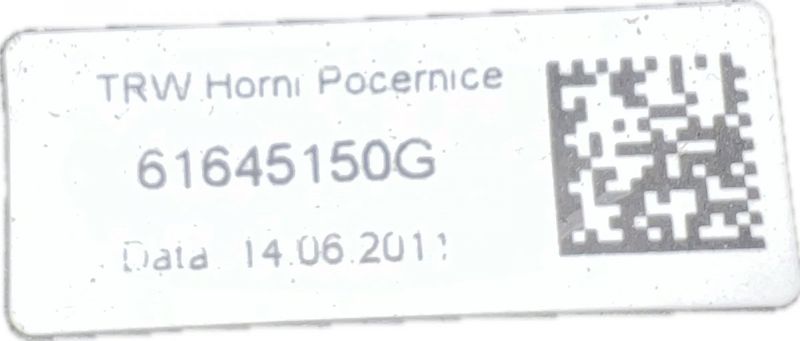 TRW Horni Pocernice
61645150G
Data 14.06.2011